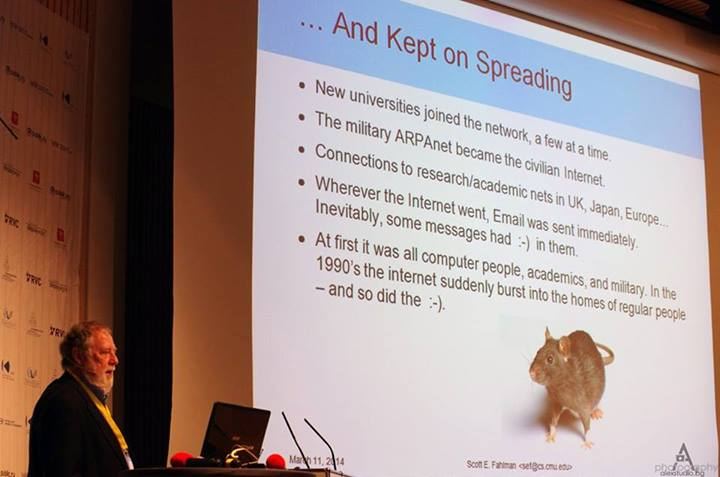 ... And Kept on Spreading
• New universities joined the network, a few at a time.
• The military ARPAnet became the civilian Internet.
• Connections to research/academic nets in UK, Japan, Europe...
• Wherever the Internet went, Email was sent immediately.
Inevitably, some messages had :-) in them.
• At first it was all computer people, academics, and military. In the
1990's the internet suddenly burst into the homes of regular people
– and so did the :-).
March 11, 2014
Scott E. Fahlman <sef@cs.cmu.edu>
RVC
RVC
RVC
photography
alexstudio.bg